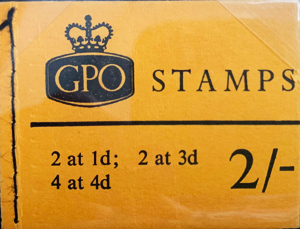 GPO STAMPS
2 at 1d; 2 at 3d
4 at 4d 2/-